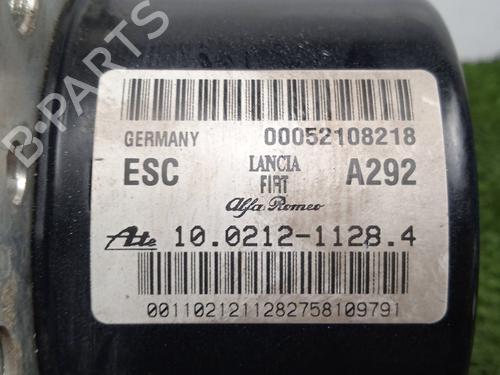 B-PARTS
GERMANY 00052108218
ESC LANCIA FIAT Alfa Romeo A292
Ate 10.0212-1128.4
0011021211282758109791